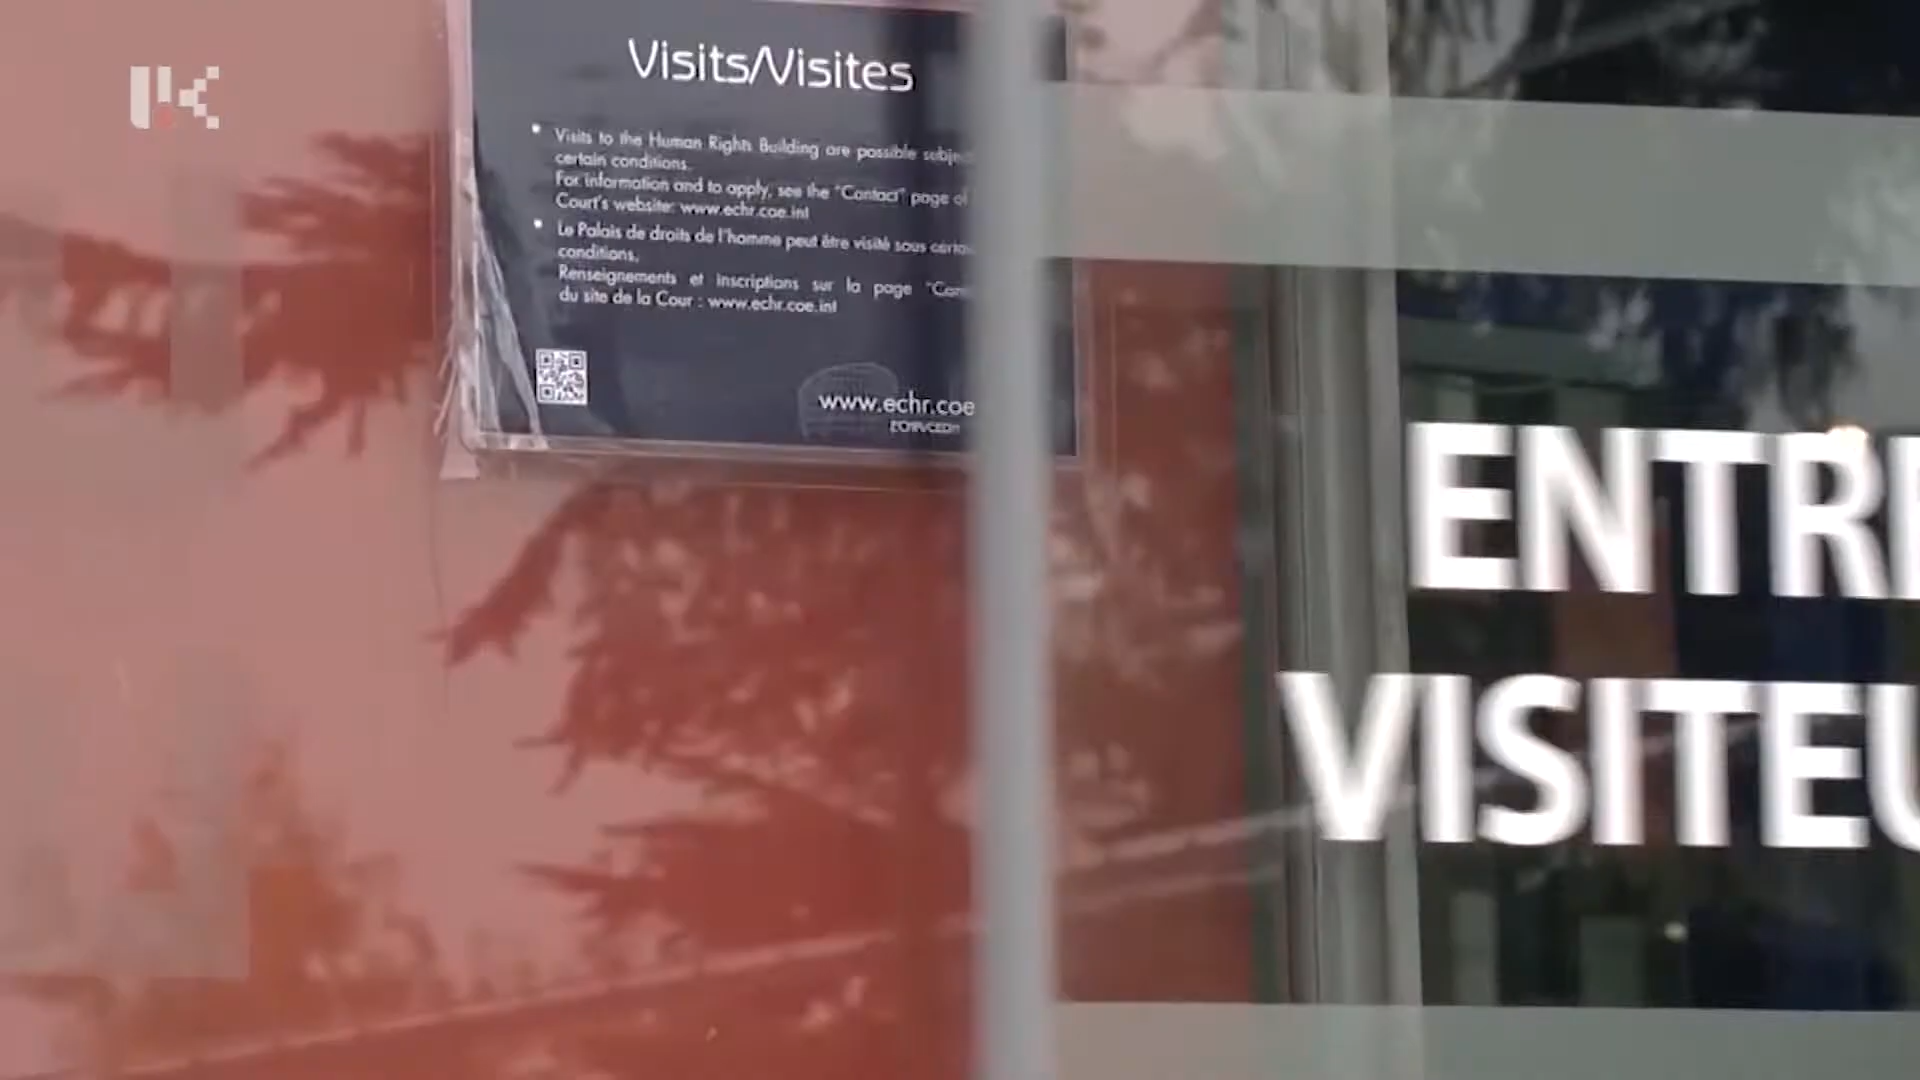 Visits/Visites
• Visits to the Human Rights Building are possible
certain conditions.
For information and to apply, see the "Contact" page of
Court's website: www.echr.coe.int
• Le Palais de droits de l'homme peut être visité sous
conditions.
Renseignements et inscriptions sur la page
du site de la Cour : www.echr.coe.int
www.echr.coe
ENTR
VISITEU